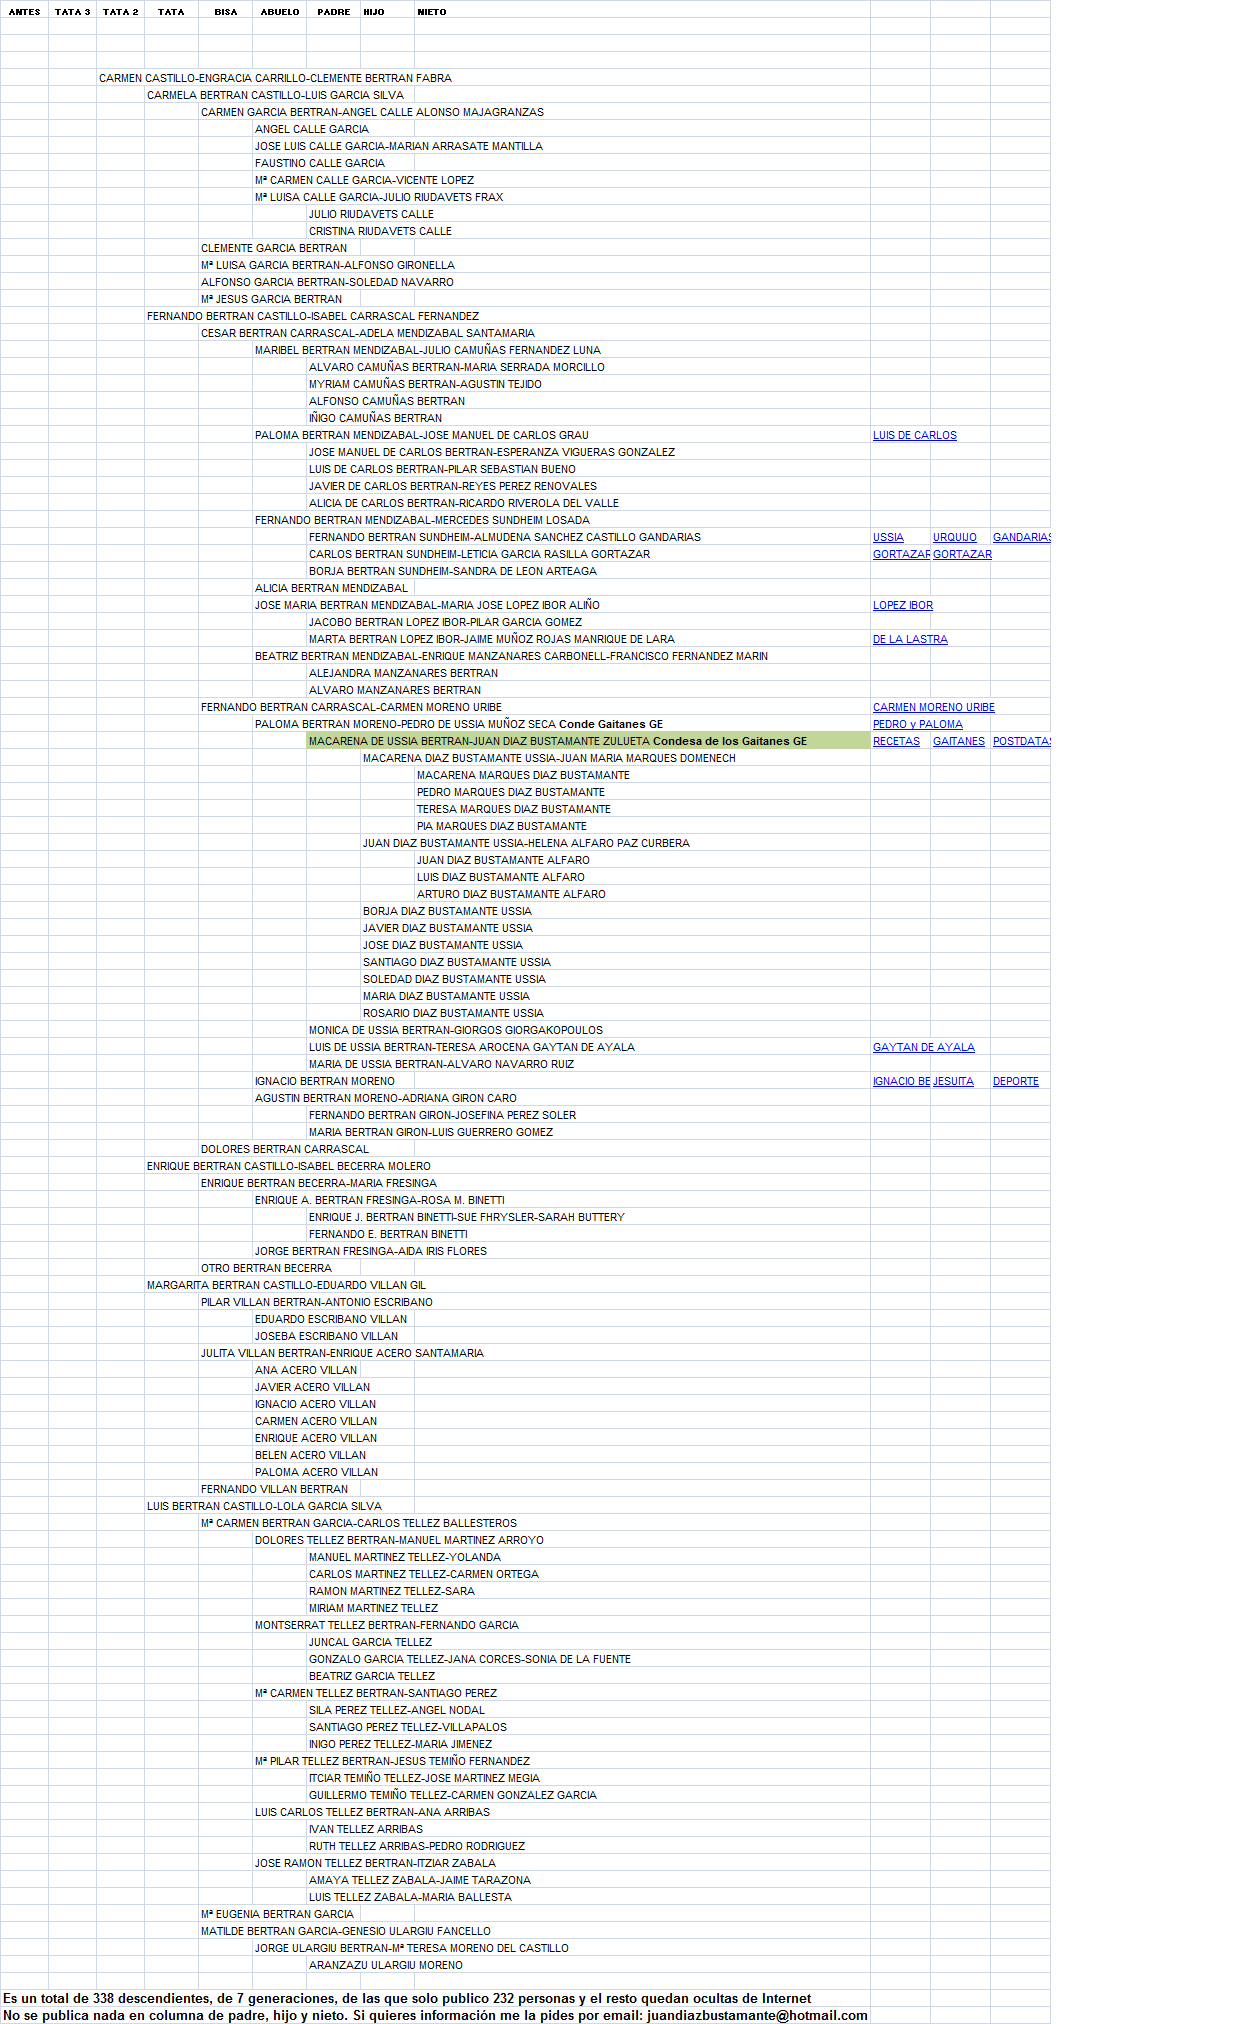 ANTES TATA 3 TATA 2 TATA BISA ABUELO PADRE HIJO NIETO
CARMEN CASTILLO-ENGRACIA CARRILLO-CLEMENTE BERTRAN FABRA
CARMELA BERTRAN CASTILLO-LUIS GARCIA SILVA
CARMEN GARCIA BERTRAN-ANGEL CALLE ALONSO MAJAGRANZAS
ANGEL CALLE GARCIA
JOSE LUIS CALLE GARCIA-MARIAN ARRASATE MANTILLA
FAUSTINO CALLE GARCIA
Mª CARMEN CALLE GARCIA-VICENTE LOPEZ
Mª LUISA CALLE GARCIA-JULIO RIUDAVETS FRAX
JULIO RIUDAVETS CALLE
CRISTINA RIUDAVETS CALLE
CLEMENTE GARCIA BERTRAN
Mª LUISA GARCIA BERTRAN-ALFONSO GIRONELLA
ALFONSO GARCIA BERTRAN-SOLEDAD NAVARRO
Mª JESUS GARCIA BERTRAN
FERNANDO BERTRAN CASTILLO-ISABEL CARRASCAL FERNANDEZ
CESAR BERTRAN CARRASCAL-ADELA MENDIZABAL SANTAMARIA
MARIBEL BERTRAN MENDIZABAL-JULIO CAMUÑAS FERNANDEZ LUNA
ALVARO CAMUÑAS BERTRAN-MARIA SERRADA MORCILLO
MYRIAM CAMUÑAS BERTRAN-AGUSTIN TEJIDO
ALFONSO CAMUÑAS BERTRAN
IÑIGO CAMUÑAS BERTRAN
PALOMA BERTRAN MENDIZABAL-JOSE MANUEL DE CARLOS GRAU LUIS DE CARLOS
JOSE MANUEL DE CARLOS BERTRAN-ESPERANZA VIGUERAS GONZALEZ
LUIS DE CARLOS BERTRAN-PILAR SEBASTIAN BUENO
JAVIER DE CARLOS BERTRAN-REYES PEREZ RENOVALES
ALICIA DE CARLOS BERTRAN-RICARDO RIVEROLA DEL VALLE
FERNANDO BERTRAN MENDIZABAL-MERCEDES SUNDHEIM LOSADA
FERNANDO BERTRAN SUNDHEIM-ALMUDENA SANCHEZ CASTILLO GANDARIAS USSIA URQUIJO GANDARIAS
CARLOS BERTRAN SUNDHEIM-LETICIA GARCIA RASILLA GORTAZAR GORTAZAR GORTAZAR
BORJA BERTRAN SUNDHEIM-SANDRA DE LEON ARTEAGA
ALICIA BERTRAN MENDIZABAL
JOSE MARIA BERTRAN MENDIZABAL-MARIA JOSE LOPEZ IBOR ALIÑO LOPEZ IBOR
JACOBO BERTRAN LOPEZ IBOR-PILAR GARCIA GOMEZ
MARTA BERTRAN LOPEZ IBOR-JAIME MUÑOZ ROJAS MANRIQUE DE LARA DE LA LASTRA
BEATRIZ BERTRAN MENDIZABAL-ENRIQUE MANZANARES CARBONELL-FRANCISCO FERNANDEZ MARIN
ALEJANDRA MANZANARES BERTRAN
ALVARO MANZANARES BERTRAN
FERNANDO BERTRAN CARRASCAL-CARMEN MORENO URIBE CARMEN MORENO URIBE
PALOMA BERTRAN MORENO-PEDRO DE USSIA MUÑOZ SECA Conde Gaitanes GE PEDRO y PALOMA
MACARENA DE USSIA BERTRAN-JUAN DIAZ BUSTAMANTE ZULUETA Condesa de los Gaitanes GE RECETAS GAITANES POSTDATAS
MACARENA DIAZ BUSTAMANTE USSIA-JUAN MARIA MARQUES DOMENECH
MACARENA MARQUES DIAZ BUSTAMANTE
PEDRO MARQUES DIAZ BUSTAMANTE
TERESA MARQUES DIAZ BUSTAMANTE
PIA MARQUES DIAZ BUSTAMANTE
JUAN DIAZ BUSTAMANTE USSIA-HELENA ALFARO PAZ CURBERA
JUAN DIAZ BUSTAMANTE ALFARO
LUIS DIAZ BUSTAMANTE ALFARO
ARTURO DIAZ BUSTAMANTE ALFARO
BORJA DIAZ BUSTAMANTE USSIA
JAVIER DIAZ BUSTAMANTE USSIA
JOSE DIAZ BUSTAMANTE USSIA
SANTIAGO DIAZ BUSTAMANTE USSIA
SOLEDAD DIAZ BUSTAMANTE USSIA
MARIA DIAZ BUSTAMANTE USSIA
ROSARIO DIAZ BUSTAMANTE USSIA
MONICA DE USSIA BERTRAN-GIORGOS GIORGAKOPOULOS
LUIS DE USSIA BERTRAN-TERESA AROCENA GAYTAN DE AYALA GAYTAN DE AYALA
MARIA DE USSIA BERTRAN-ALVARO NAVARRO RUIZ
IGNACIO BERTRAN MORENO IGNACIO BE JESUITA DEPORTE
AGUSTIN BERTRAN MORENO-ADRIANA GIRON CARO
FERNANDO BERTRAN GIRON-JOSEFINA PEREZ SOLER
MARIA BERTRAN GIRON-LUIS GUERRERO GOMEZ
DOLORES BERTRAN CARRASCAL
ENRIQUE BERTRAN CASTILLO-ISABEL BECERRA MOLERO
ENRIQUE BERTRAN BECERRA-MARIA FRESINGA
ENRIQUE A. BERTRAN FRESINGA-ROSA M. BINETTI
ENRIQUE J. BERTRAN BINETTI-SUE FHRYSLER-SARAH BUTTERY
FERNANDO E. BERTRAN BINETTI
JORGE BERTRAN FRESINGA-AIDA IRIS FLORES
OTRO BERTRAN BECERRA
MARGARITA BERTRAN CASTILLO-EDUARDO VILLAN GIL
PILAR VILLAN BERTRAN-ANTONIO ESCRIBANO
EDUARDO ESCRIBANO VILLAN
JOSEBA ESCRIBANO VILLAN
JULITA VILLAN BERTRAN-ENRIQUE ACERO SANTAMARIA
ANA ACERO VILLAN
JAVIER ACERO VILLAN
IGNACIO ACERO VILLAN
CARMEN ACERO VILLAN
ENRIQUE ACERO VILLAN
BELEN ACERO VILLAN
PALOMA ACERO VILLAN
FERNANDO VILLAN BERTRAN
LUIS BERTRAN CASTILLO-LOLA GARCIA SILVA
Mª CARMEN BERTRAN GARCIA-CARLOS TELLEZ BALLESTEROS
DOLORES TELLEZ BERTRAN-MANUEL MARTINEZ ARROYO
MANUEL MARTINEZ TELLEZ-YOLANDA
CARLOS MARTINEZ TELLEZ-CARMEN ORTEGA
RAMON MARTINEZ TELLEZ-SARA
MIRIAM MARTINEZ TELLEZ
MONTSERRAT TELLEZ BERTRAN-FERNANDO GARCIA
JUNCAL GARCIA TELLEZ
GONZALO GARCIA TELLEZ-JANA CORCES-SONIA DE LA FUENTE
BEATRIZ GARCIA TELLEZ
Mª CARMEN TELLEZ BERTRAN-SANTIAGO PEREZ
SILA PEREZ TELLEZ-ANGEL NODAL
SANTIAGO PEREZ TELLEZ-VILLAPALOS
INIGO PEREZ TELLEZ-MARIA JIMENEZ
Mª PILAR TELLEZ BERTRAN-JESUS TEMIÑO FERNANDEZ
ITCIAR TEMIÑO TELLEZ-JOSE MARTINEZ MEGIA
GUILLERMO TEMIÑO TELLEZ-CARMEN GONZALEZ GARCIA
LUIS CARLOS TELLEZ BERTRAN-ANA ARRIBAS
IVAN TELLEZ ARRIBAS
RUTH TELLEZ ARRIBAS-PEDRO RODRIGUEZ
JOSE RAMON TELLEZ BERTRAN-ITZIAR ZABALA
AMAYA TELLEZ ZABALA-JAIME TARAZONA
LUIS TELLEZ ZABALA-MARIA BALLESTA
Mª EUGENIA BERTRAN GARCIA
MATILDE BERTRAN GARCIA-GENESIO ULARGIU FANCELLO
JORGE ULARGIU BERTRAN-Mª TERESA MORENO DEL CASTILLO
ARANZAZU ULARGIU MORENO
Es un total de 338 descendientes, de 7 generaciones, de las que solo publico 232 personas y el resto quedan ocultas de Internet
No se publica nada en columna de padre, hijo y nieto. Si quieres información me la pides por email: juandiazbustamante@hotmail.com